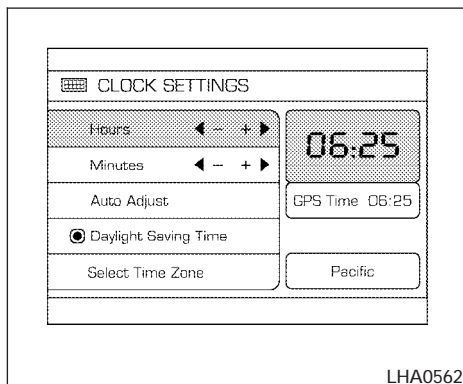 CLOCK SETTINGS
Hours - +
Minutes - +
Auto Adjust
Daylight Saving Time
Select Time Zone
06:25
GPS Time 06:25
Pacific
LHA0562